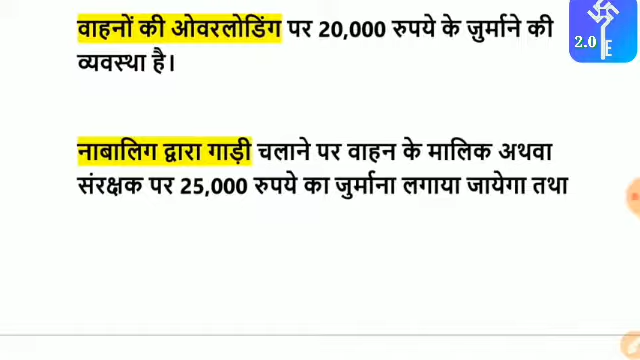 वाहनों की ओवरलोडिंग पर 20,000 रुपये के जुर्माने की
व्यवस्था है।
नाबालिग द्वारा गाड़ी चलाने पर वाहन के मालिक अथवा
संरक्षक पर 25,000 रुपये का जुर्माना लगाया जायेगा तथा
2.0
E